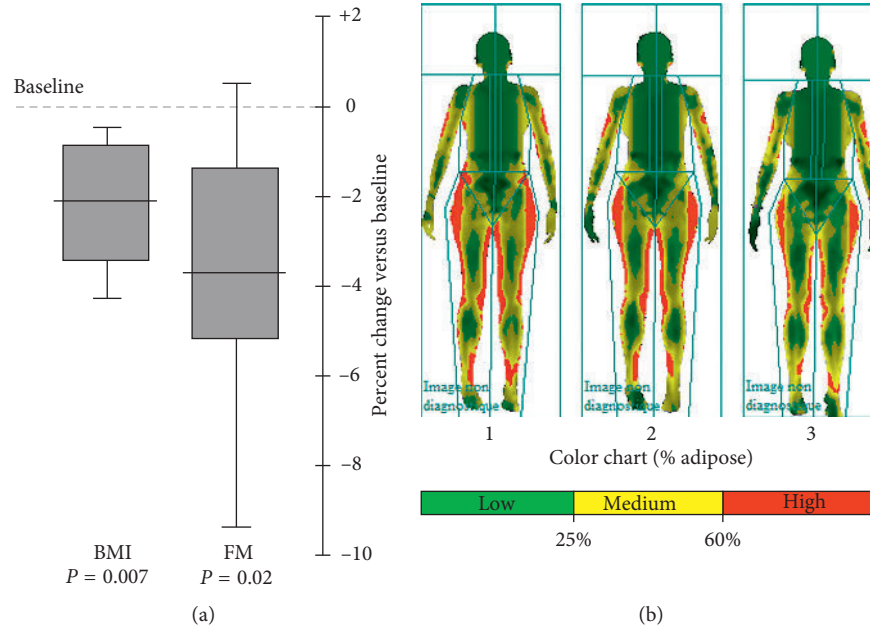 +2
Baseline
0
−2
−4
−6
−8
−10
Percent change versus baseline
BMI
P = 0.007
FM
P = 0.02
(a)
Image non
diagnostique
Image non
diagnostique
Image non
diagnostique
1
2
3
Color chart (% adipose)
Low
Medium
High
25%
60%
(b)